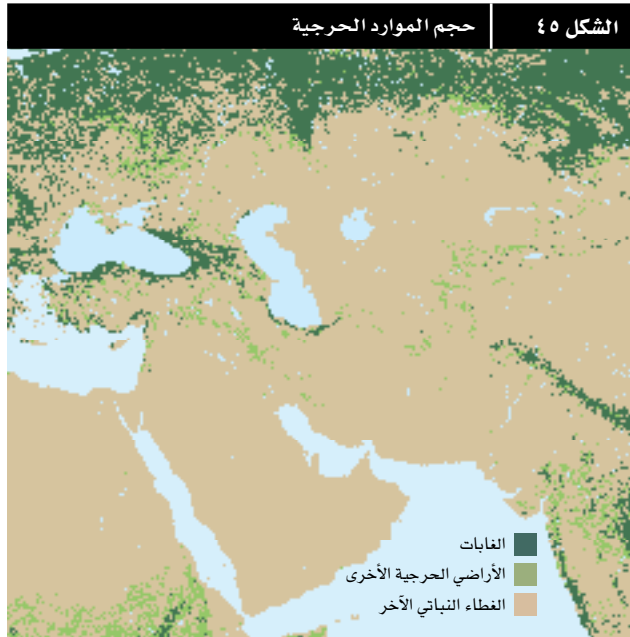 الشكل ٤٥ حجم الموارد الحرجية
الغابات
الأراضي الحرجية الأخرى
الغطاء النباتي الآخر